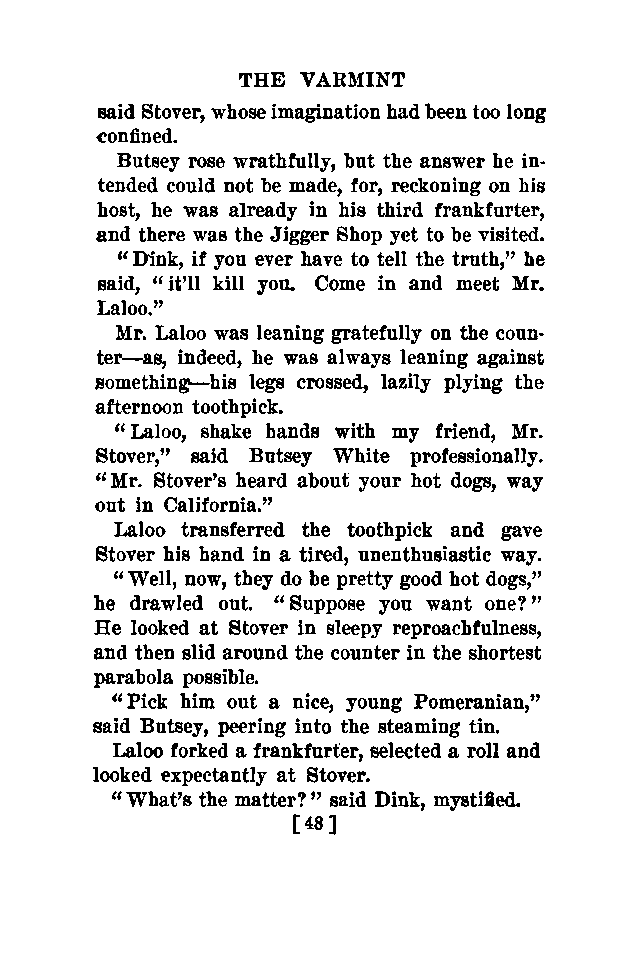 THE VARMINT
said Stover, whose imagination had been too long
confined.
Butsey rose wrathfully, but the answer he in-
tended could not be made, for, reckoning on his
host, he was already in his third frankfurter,
and there was the Jigger Shop yet to be visited.
“Dink, if you ever have to tell the truth,” he
said, “it’ll kill you. Come in and meet Mr.
Laloo.”
Mr. Laloo was leaning gratefully on the coun-
ter—as, indeed, he was always leaning against
something—his legs crossed, lazily plying the
afternoon toothpick.
“Laloo, shake hands with my friend, Mr.
Stover,” said Butsey White professionally.
“Mr. Stover’s heard about your hot dogs, way
out in California.”
Laloo transferred the toothpick and gave
Stover his hand in a tired, unenthusiastic way.
“Well, now, they do be pretty good hot dogs,”
he drawled out. “Suppose you want one?”
He looked at Stover in sleepy reproachfulness,
and then slid around the counter in the shortest
parabola possible.
“Pick him out a nice, young Pomeranian,”
said Butsey, peering into the steaming tin.
Laloo forked a frankfurter, selected a roll and
looked expectantly at Stover.
“What’s the matter?” said Dink, mystified.
[48]